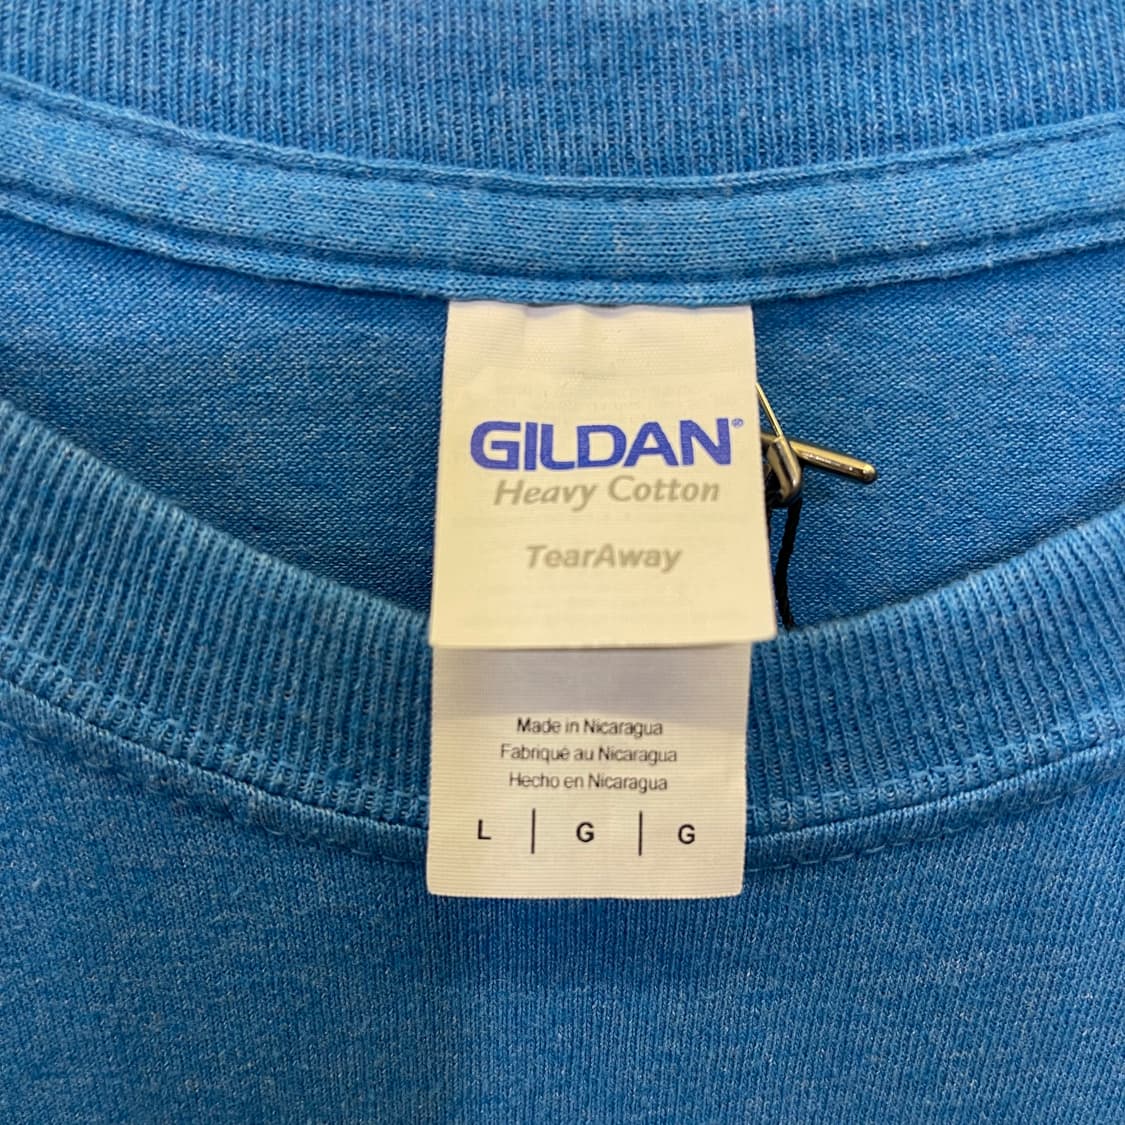 GILDAN®
Heavy Cotton
TearAway
Made in Nicaragua
Fabriqué au Nicaragua
Hecho en Nicaragua
L | G | G